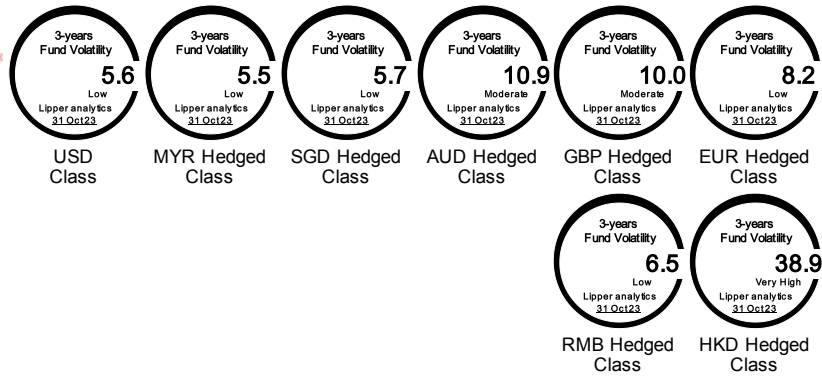 3-years
Fund Volatility
5.6
Low
Lipper analytics
31 Oct23
USD
Class
3-years
Fund Volatility
5.5
Low
Lipper analytics
31 Oct23
MYR Hedged
Class
3-years
Fund Volatility
5.7
Low
Lipper analytics
31 Oct23
SGD Hedged
Class
3-years
Fund Volatility
10.9
Moderate
Lipper analytics
31 Oct23
AUD Hedged
Class
3-years
Fund Volatility
10.0
Moderate
Lipper analytics
31 Oct23
GBP Hedged
Class
3-years
Fund Volatility
8.2
Low
Lipper analytics
31 Oct23
EUR Hedged
Class
3-years
Fund Volatility
6.5
Low
Lipper analytics
31 Oct23
RMB Hedged
Class
3-years
Fund Volatility
38.9
Very High
Lipper analytics
31 Oct23
HKD Hedged
Class